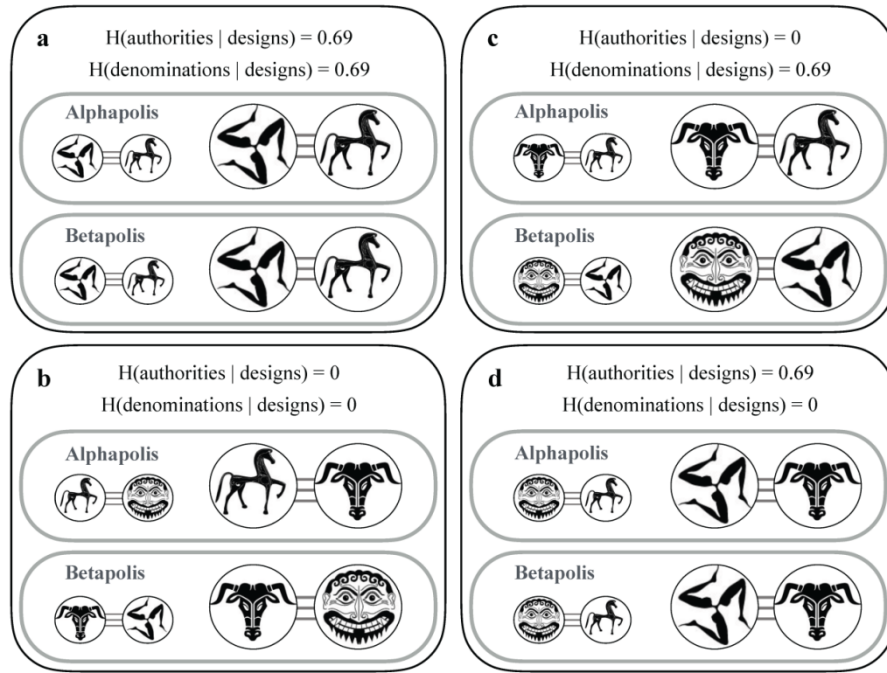 a
H(authorities | designs) = 0.69
H(denominations | designs) = 0.69
Alphapolis
Betapolis
b
H(authorities | designs) = 0
H(denominations | designs) = 0
Alphapolis
Betapolis
c
H(authorities | designs) = 0
H(denominations | designs) = 0.69
Alphapolis
Betapolis
d
H(authorities | designs) = 0.69
H(denominations | designs) = 0
Alphapolis
Betapolis